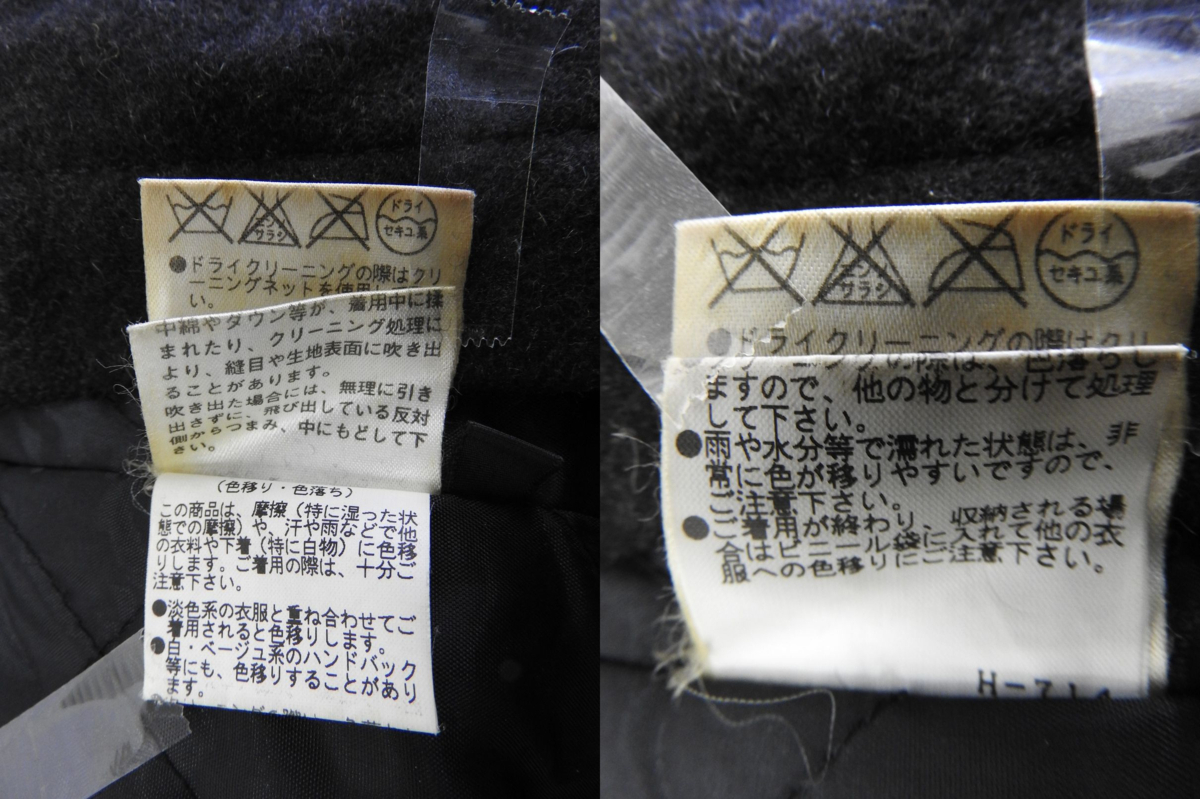 エンソ
サラシ
ドライ
セキユ系
●ドライクリーニングの際はクリ
ーニングネットを使用
い。
中綿やダウン等が、着用中に揉
まれたり、クリーニング処理に
より、縫目や生地表面に吹き出
ることがあります。
吹き出た場合には、無理に引き
出さずに、飛び出している反対
側からつまみ、中にもどして下
さい。
(色移り・色落ち)
この商品は、摩擦(特に湿った状
態での摩擦)や、汗や雨などで他
の衣料や下着(特に白物)に色移
りします。ご着用の際は、十分ご
注意下さい。
●淡色系の衣服と重ね合わせてご
着用されると色移りします。
●白・ベージュ系のハンドバック
等にも、色移りすることがあり
ます。
エンソ
サラシ
ドライ
セキユ系
●ドライクリーニングの際はクリ
ーニングの際は、色落ちし
ますので、他の物と分けて処理
して下さい。
●雨や水分等で濡れた状態は、非
常に色が移りやすいですので、
ご注意下さい。
●ご着用が終わり、収納される場
合はビニール袋に入れて他の衣
服への色移りにご注意下さい。
H-714